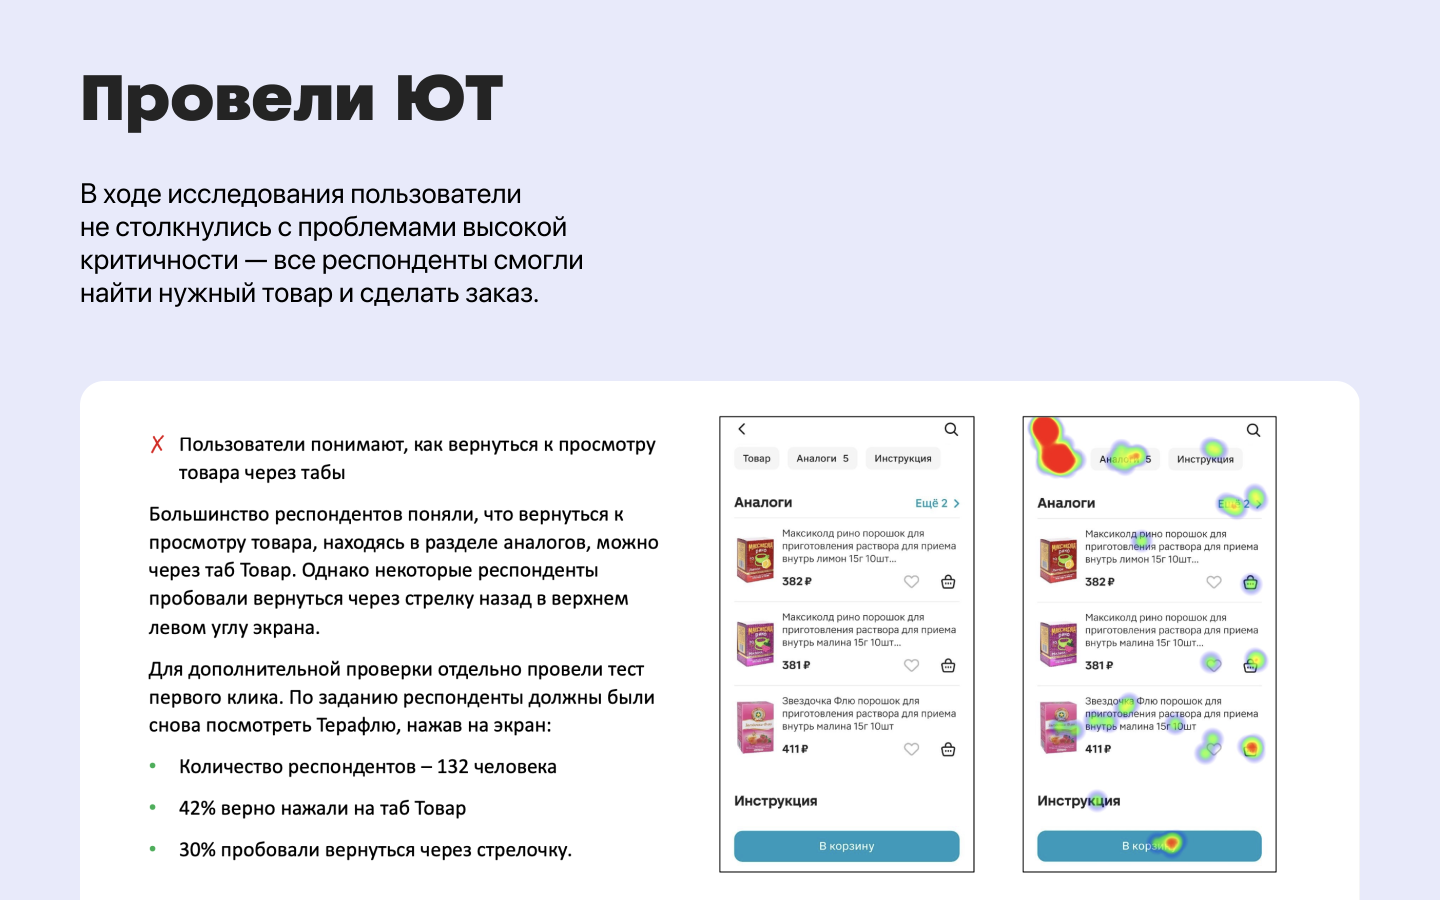 Провели ЮТ
В ходе исследования пользователи
не столкнулись с проблемами высокой
критичности — все респонденты смогли
найти нужный товар и сделать заказ.
✗ Пользователи понимают, как вернуться к просмотру
товара через табы
Большинство респондентов поняли, что вернуться к
просмотру товара, находясь в разделе аналогов, можно
через таб Товар. Однако некоторые респонденты
пробовали вернуться через стрелку назад в верхнем
левом углу экрана.
Для дополнительной проверки отдельно провели тест
первого клика. По заданию респонденты должны были
снова посмотреть Терафлю, нажав на экран:
• Количество респондентов – 132 человека
• 42% верно нажали на таб Товар
• 30% пробовали вернуться через стрелочку.
Товар Аналоги 5 Инструкция
Аналоги Ещё 2
Максиколд рино порошок для
приготовления раствора для приема
внутрь лимон 15г 10шт...
382 ₽
Максиколд рино порошок для
приготовления раствора для приема
внутрь малина 15г 10шт...
381 ₽
Звездочка Флю порошок для
приготовления раствора для приема
внутрь малина 15г 10шт
411 ₽
Инструкция
В корзину
Аналоги 5 Инструкция
Аналоги Ещё 2
Максиколд рино порошок для
приготовления раствора для приема
внутрь лимон 15г 10шт...
382 ₽
Максиколд рино порошок для
приготовления раствора для приема
внутрь малина 15г 10шт...
381 ₽
Звездочка Флю порошок для
приготовления раствора для приема
внутрь малина 15г 10шт
411 ₽
Инструкция
В корзину